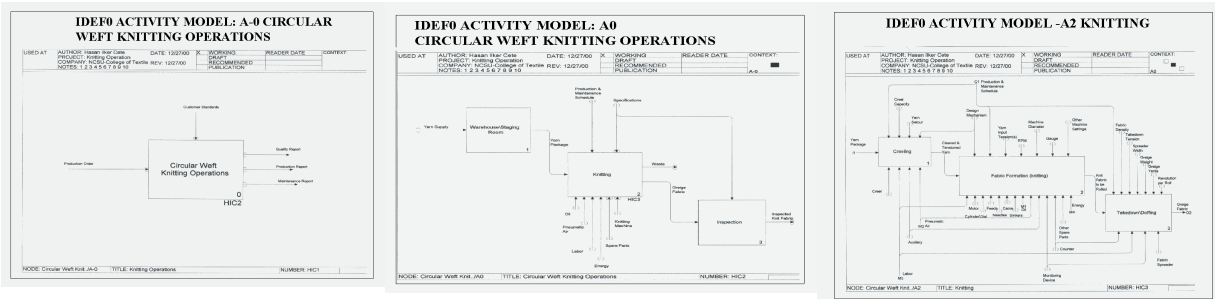 IDEF0 ACTIVITY MODEL: A-0 CIRCULAR
WEFT KNITTING OPERATIONS
USED AT
AUTHOR: Hasan Ilker Cete
DATE: 12/27/00
X
WORKING
READER DATE
CONTEXT:
PROJECT: Knitting Operation
DRAFT
COMPANY: NCSU-College of Textile
REV: 12/27/00
RECOMMENDED
NOTES: 1 2 3 4 5 6 7 8 9 10
PUBLICATION
Customer Standards
Production Order
Circular Weft
Knitting Operations
0
HIC2
Quality Report
Production Report
Maintenance Report
NODE: Circular Weft Knit../A-0
TITLE: Knitting Operations
NUMBER: HIC1
IDEF0 ACTIVITY MODEL: A0
CIRCULAR WEFT KNITTING OPERATIONS
USED AT
AUTHOR: Hasan Ilker Cete
DATE: 12/27/00
X
WORKING
READER DATE
CONTEXT:
PROJECT: Knitting Operation
DRAFT
COMPANY: NCSU-College of Textile
REV: 12/27/00
RECOMMENDED
NOTES: 1 2 3 4 5 6 7 8 9 10
PUBLICATION
A-0
Production &
Maintenance
Schedule
Specifications
Yarn Supply
Warehouse\Staging
Room
1
Yarn
Package
Knitting
2
HIC3
Waste
Greige
Fabric
Oil
Pneumatic
Air
Labor
Energy
Spare Parts
Knitting
Machine
Inspection
3
Inspected
Knit Fabric
NODE: Circular Weft Knit../A0
TITLE: Circular Weft Knitting Operations
NUMBER: HIC2
IDEF0 ACTIVITY MODEL -A2 KNITTING
USED AT
AUTHOR: Hasan Ilker Cete
DATE: 12/27/00
X
WORKING
READER DATE
CONTEXT:
PROJECT: Knitting Operation
DRAFT
COMPANY: NCSU-College of Textile
REV: 12/27/00
RECOMMENDED
NOTES: 1 2 3 4 5 6 7 8 9 10
PUBLICATION
A2
C1 Production &
Maintenance
Schedule
Creel
Capacity
Yarn
Yarn
Package
Creeling
1
Creel
Design
Mechanism
Cleaned &
Tensioned
Yarn
Yarn
Input
Machine
Diameter
Gauge
Other
Machine
Settings
Fabric
Density
Takedown
Tension
Spreader
Width
Greige
Weight
Greige
Revolution
per Roll
Fabric Formation (knitting)
2
Knit
Fabric
to be
Rolled
Takedown/Doffing
3
Greige
Fabric
O2
Motor
Feeds
Cams
Cylinder/Dial
Needles
Sinkers
Energy
M4
Pneumatic
M2 Air
Auxiliary
Other
Spare
Parts
Counter
Labor
M3
Monitoring
Device
Fabric
Spreader
NODE: Circular Weft Knit../A2
TITLE: Knitting
NUMBER: HIC3